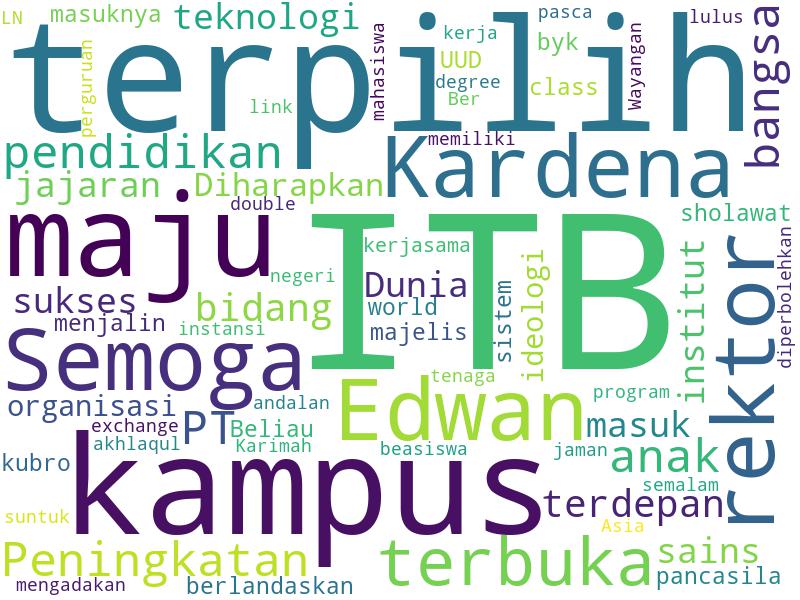 LN
masuknya
teknologi
terpilih
perguruan
link
mahasiswa
kerja
UUD
degree
Ber
pasca
byk
class
Wayangan
lulus
bangsa
pendidikan
jajaran
Diharapkan
double
memiliki
Kardena
sholawat
maju
ITB
kerjasama
negeri
Dunia
world
majelis
sistem
ideologi
institut
rektor
diperbolehkan
sukses
menjalin
bidang
instansi
Semoga
tenaga
program
organisasi
andalan
exchange
akhlaqul
PT
Beliau
Karimah
Edwan
masuk
beasiswa
jaman
anak
semalam
kubro
kampus
terdepan
suntuk
Asia
Peningkatan
terbuka
sains
pancasila
mengadakan
berlandaskan